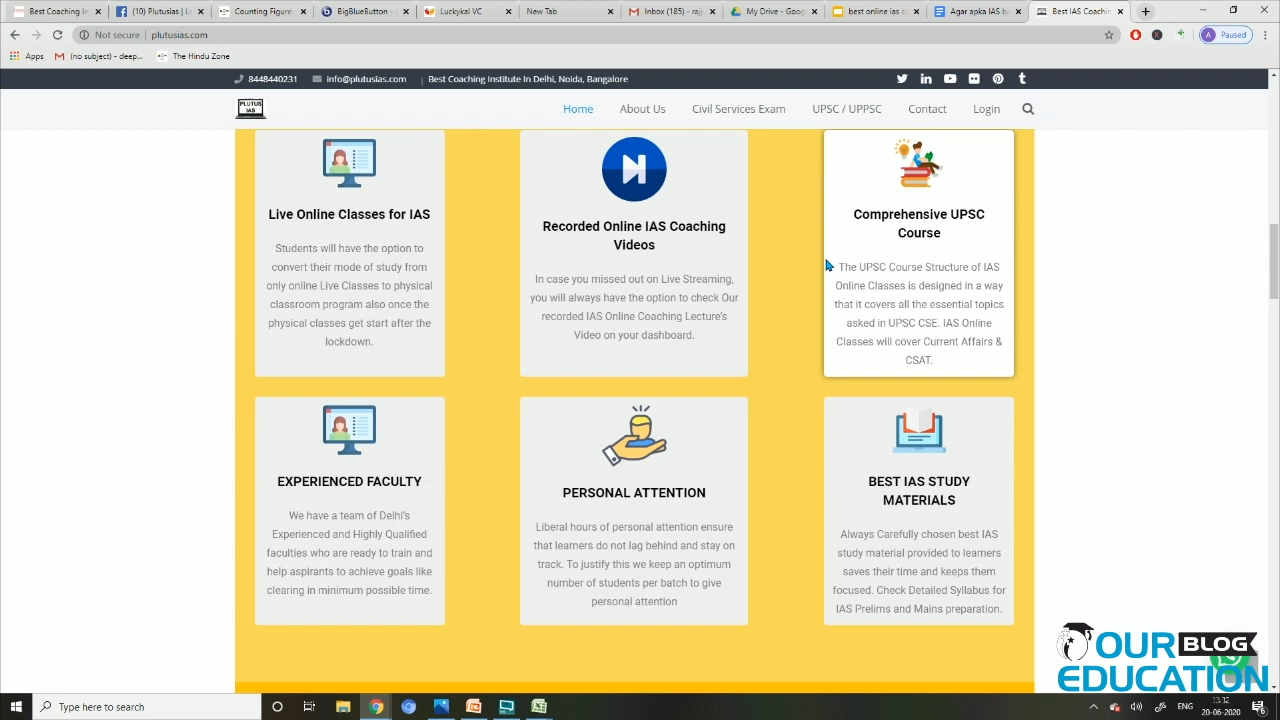 Best Coaching In
(10) Plutusias | L
Counting Figure
BigBlueButton -
Luckykal VC
New Tab
Inbox (185) - raj
My Drive - Goog
best online ias c
Agar apka IAS b
Best IAS Coachin
Not secure | plutusias.com
A Paused
Apps
(no subject) - deep...
The Hindu Zone
8448440231
info@plutusias.com
Best Coaching Institute In Delhi, Noida, Bangalore
PLUTUS
IAS
Home
About Us
Civil Services Exam
UPSC / UPPSC
Contact
Login
Live Online Classes for IAS
Students will have the option to
convert their mode of study from
only online Live Classes to physical
classroom program also once the
physical classes get start after the
lockdown.
Recorded Online IAS Coaching
Videos
In case you missed out on Live Streaming,
you will always have the option to check Our
recorded IAS Online Coaching Lecture's
Video on your dashboard.
Comprehensive UPSC
Course
The UPSC Course Structure of IAS
Online Classes is designed in a way
that it covers all the essential topics
asked in UPSC CSE. IAS Online
Classes will cover Current Affairs &
CSAT.
EXPERIENCED FACULTY
We have a team of Delhi's
Experienced and Highly Qualified
faculties who are ready to train and
help aspirants to achieve goals like
clearing in minimum possible time.
PERSONAL ATTENTION
Liberal hours of personal attention ensure
that learners do not lag behind and stay on
track. To justify this we keep an optimum
number of students per batch to give
personal attention
BEST IAS STUDY
MATERIALS
Always Carefully chosen best IAS
study material provided to learners
saves their time and keeps them
focused. Check Detailed Syllabus for
IAS Prelims and Mains preparation.
OUR BLOG
EDUCATION
Type here to search
ENG
13:32
20-06-2020